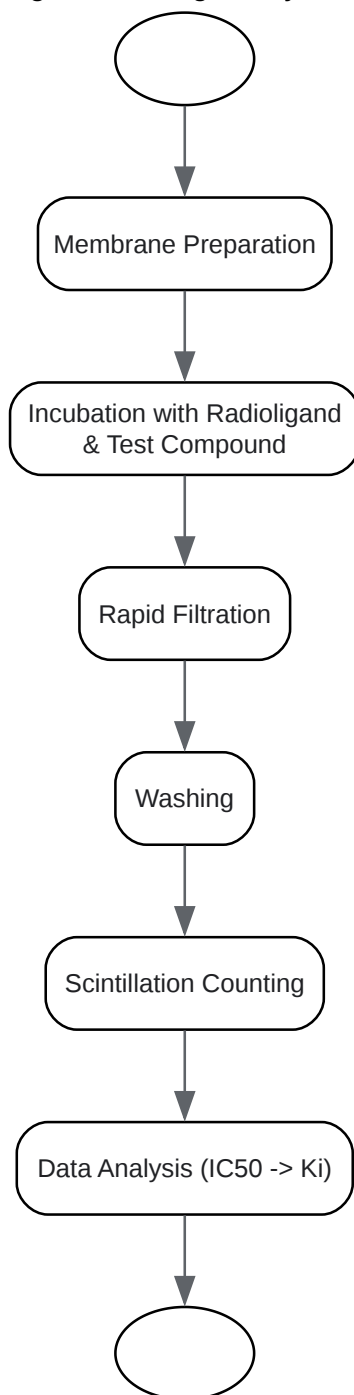 Membrane Preparation
Incubation with Radioligand
& Test Compound
Rapid Filtration
Washing
Scintillation Counting
Data Analysis (IC50 -> Ki)